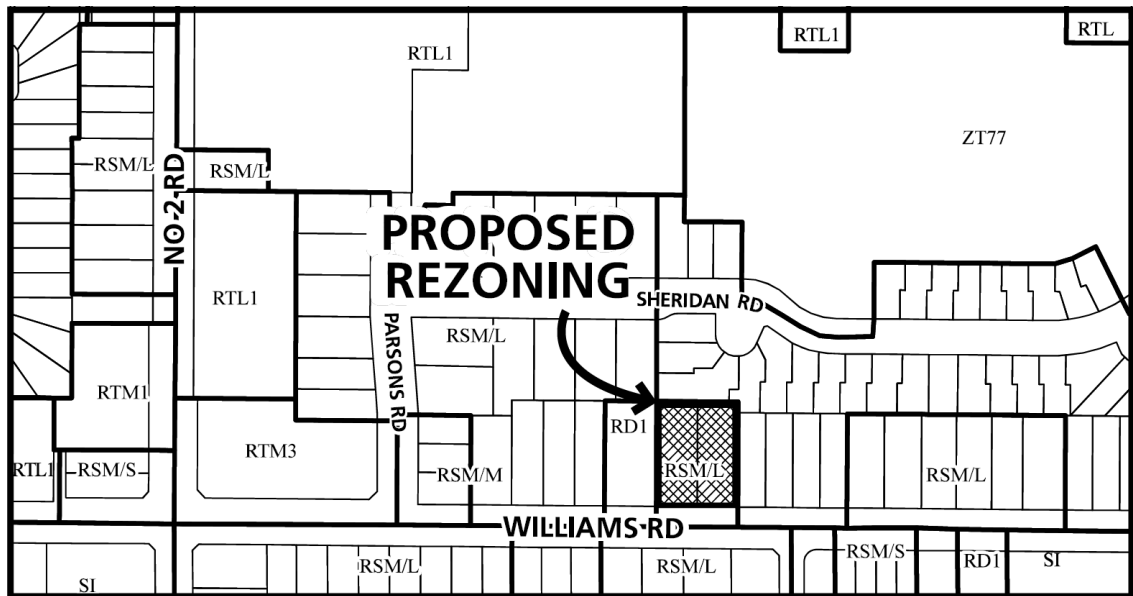 RTL1
RTL
RTL1
ZT77
RSM/L
RSM/L
NO 2 RD
PROPOSED
REZONING
RTL1
SHERIDAN RD
PARSONS RD
RSM/L
RTM1
RD1
RTM3
RTL1
RSM/S
RSM/M
RSM/L
RSM/L
WILLIAMS RD
RSM/S
RSM/L
RSM/L
RD1
SI
SI